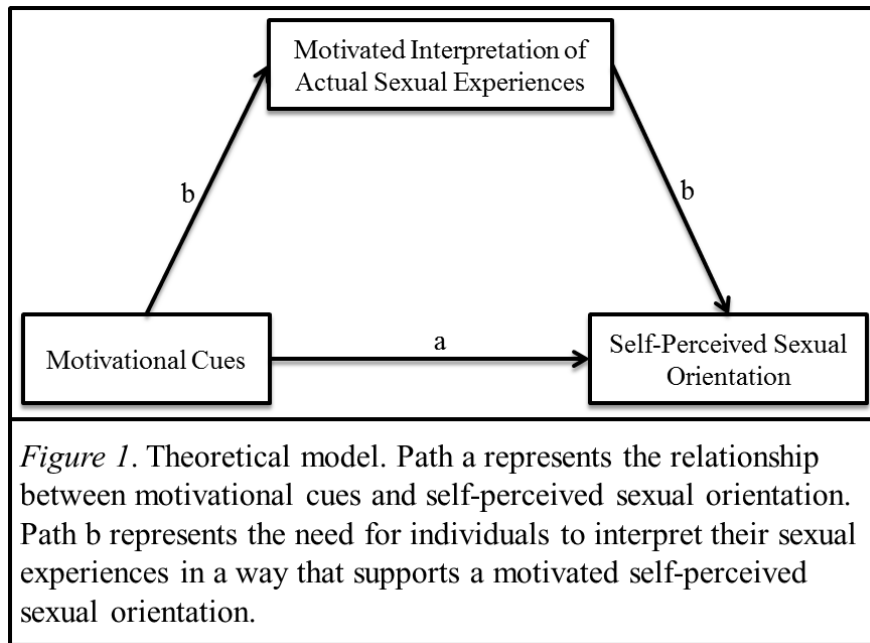 Motivated Interpretation of
Actual Sexual Experiences
b
b
Motivational Cues
a
Self-Perceived Sexual
Orientation
Figure 1. Theoretical model. Path a represents the relationship
between motivational cues and self-perceived sexual orientation.
Path b represents the need for individuals to interpret their sexual
experiences in a way that supports a motivated self-perceived
sexual orientation.